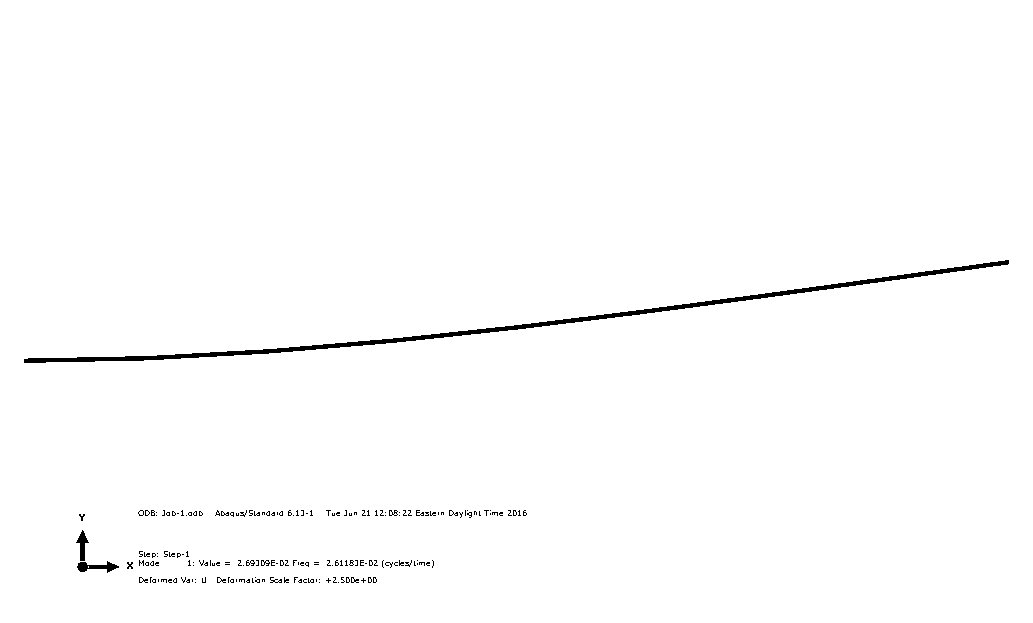 ODB: Job-1.odb Abaqus/Standard 6.13-1 Tue Jun 21 12:08:22 Eastern Daylight Time 2016
Y
X
Step: Step-1
Mode 1: Value = 2.69309E-02 Freq = 2.61183E-02 (cycles/time)
Deformed Var: U Deformation Scale Factor: +2.500e+00